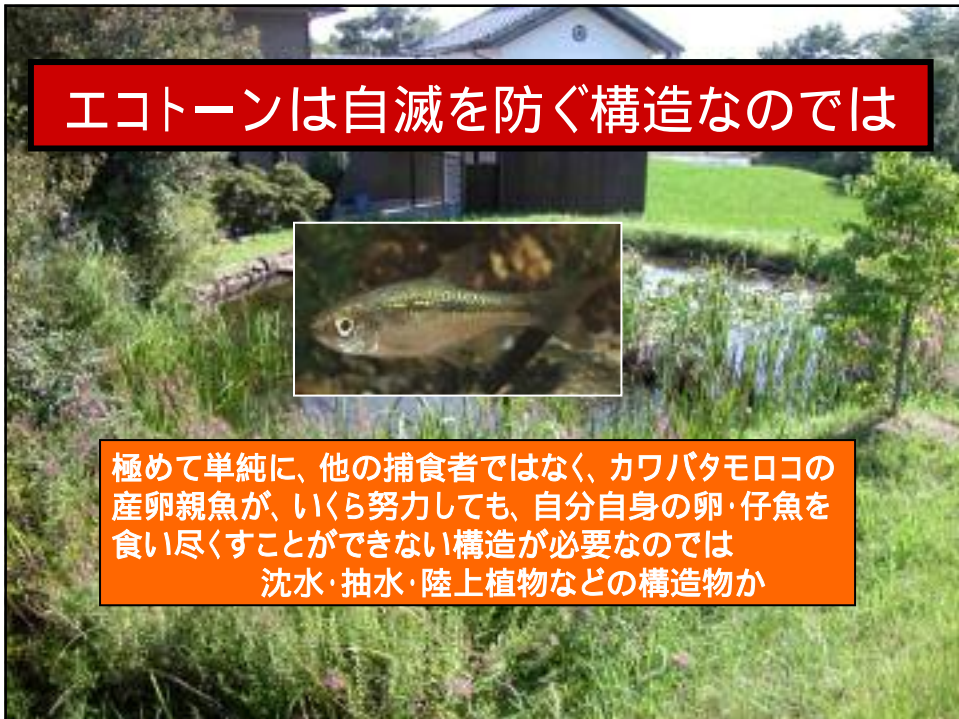 エコトーンは自滅を防ぐ構造なのでは
極めて単純に、他の捕食者ではなく、カワバタモロコの
産卵親魚が、いくら努力しても、自分自身の卵・仔魚を
食い尽くすことができない構造が必要なのでは
沈水・抽水・陸上植物などの構造物か